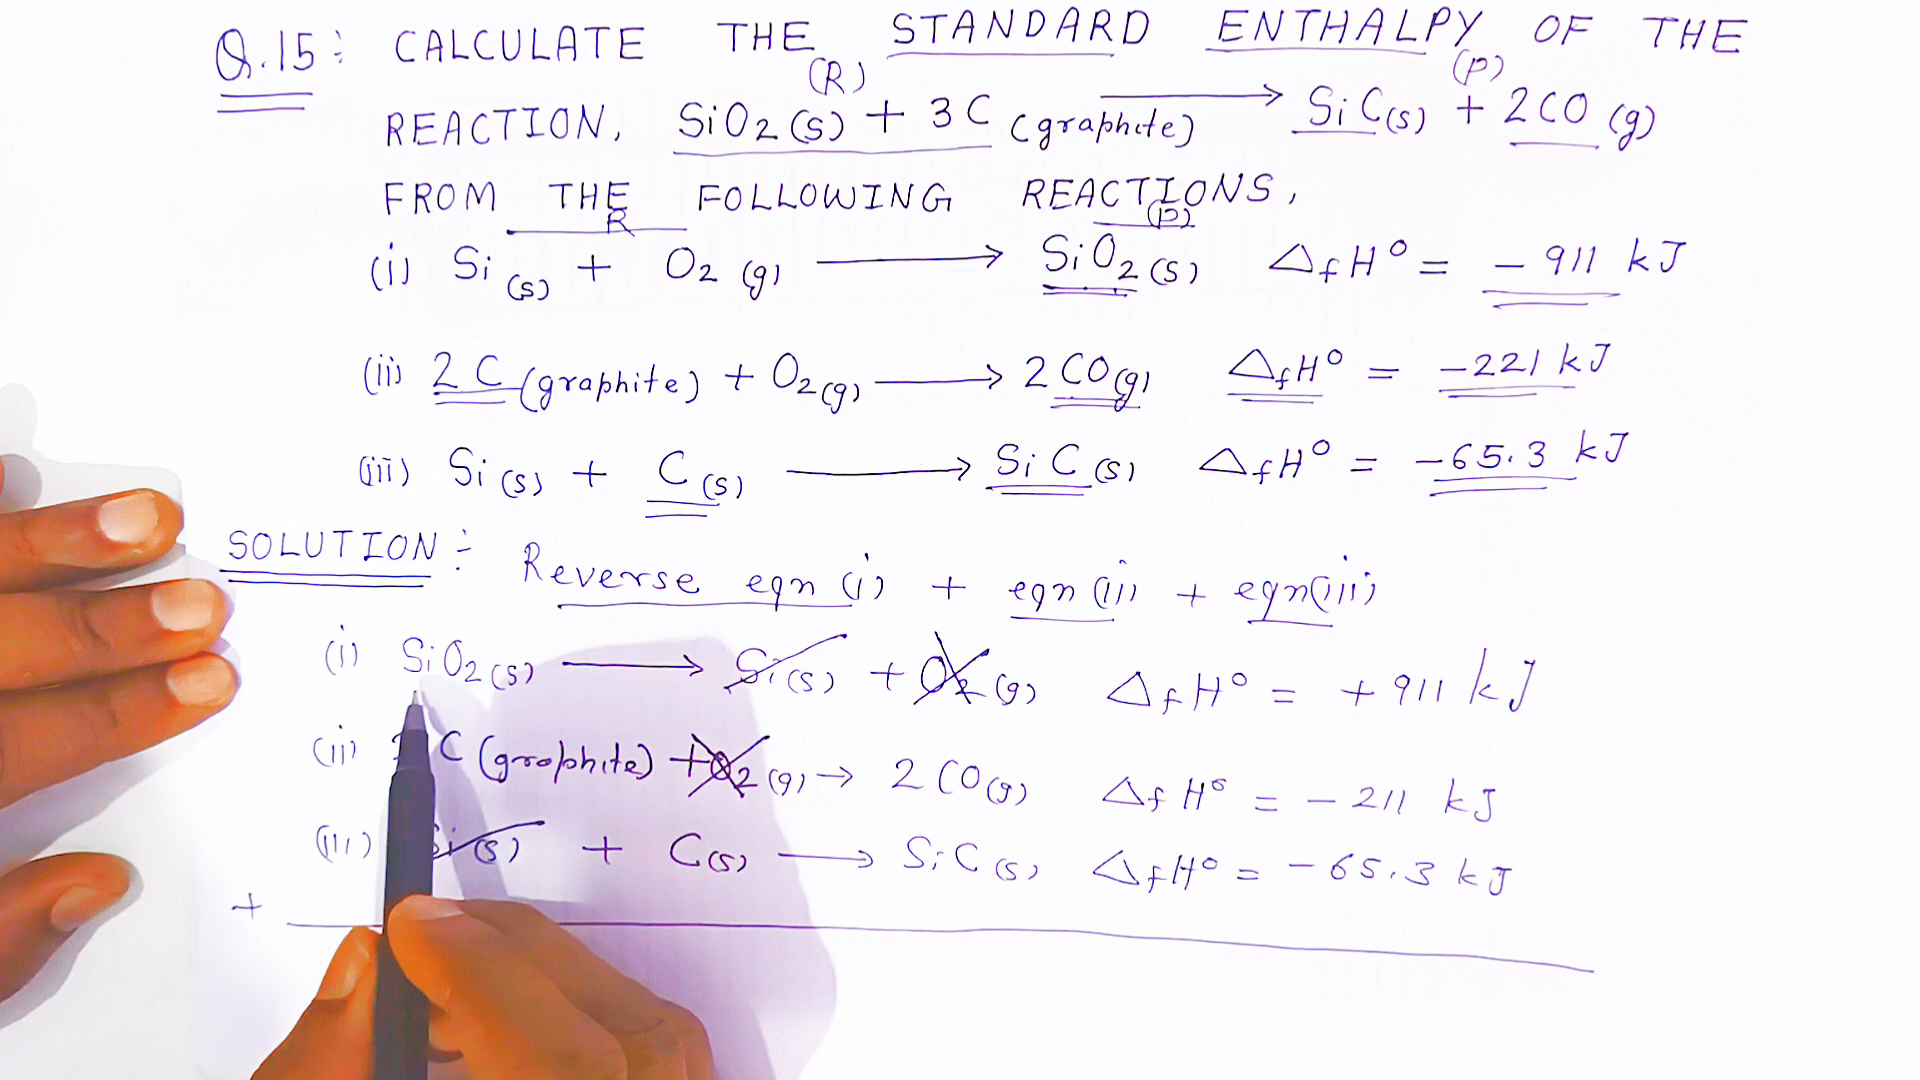 Q.15:- CALCULATE THE STANDARD ENTHALPY OF THE
(R) (P)
REACTION, SiO2(s) + 3C (graphite) → SiC(s) + 2CO (g)
FROM THE FOLLOWING REACTIONS,
R (P)
(i) Si (s) + O2 (g) → SiO2(s) ΔfH° = -911 kJ
(ii) 2C (graphite) + O2(g) → 2CO(g) ΔfH° = -221 kJ
(iii) Si(s) + C(s) → SiC(s) ΔfH° = -65.3 kJ
SOLUTION:- Reverse eqn (i) + eqn (ii) + eqn(iii)
(i) SiO2(s) → Si(s) + O2(g) ΔfH° = +911 kJ
(ii) C (graphite) + O2(g) → 2CO(g) ΔfH° = -211 kJ
(iii) Si(s) + C(s) → SiC(s) ΔfH° = -65.3 kJ
+